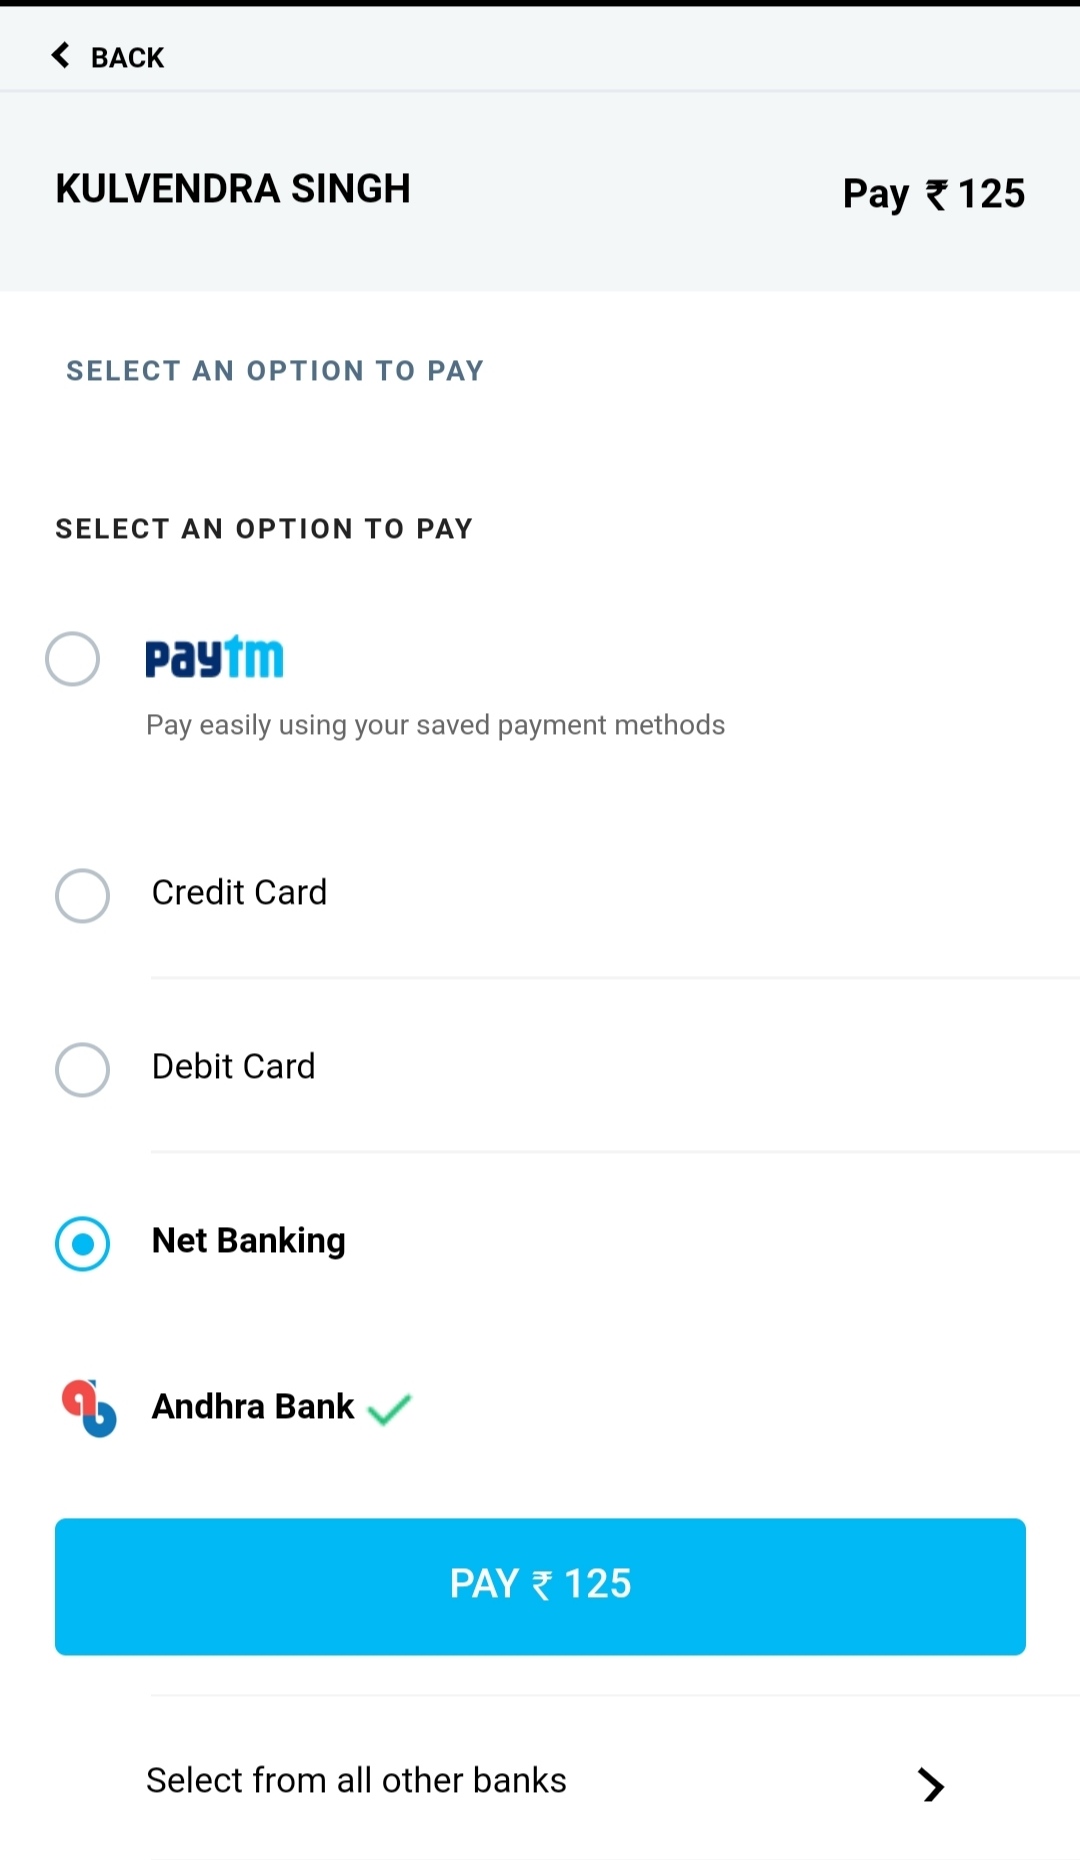 BACK
KULVENDRA SINGH
Pay ₹ 125
SELECT AN OPTION TO PAY
SELECT AN OPTION TO PAY
paytm
Pay easily using your saved payment methods
Credit Card
Debit Card
Net Banking
Andhra Bank
PAY ₹ 125
Select from all other banks